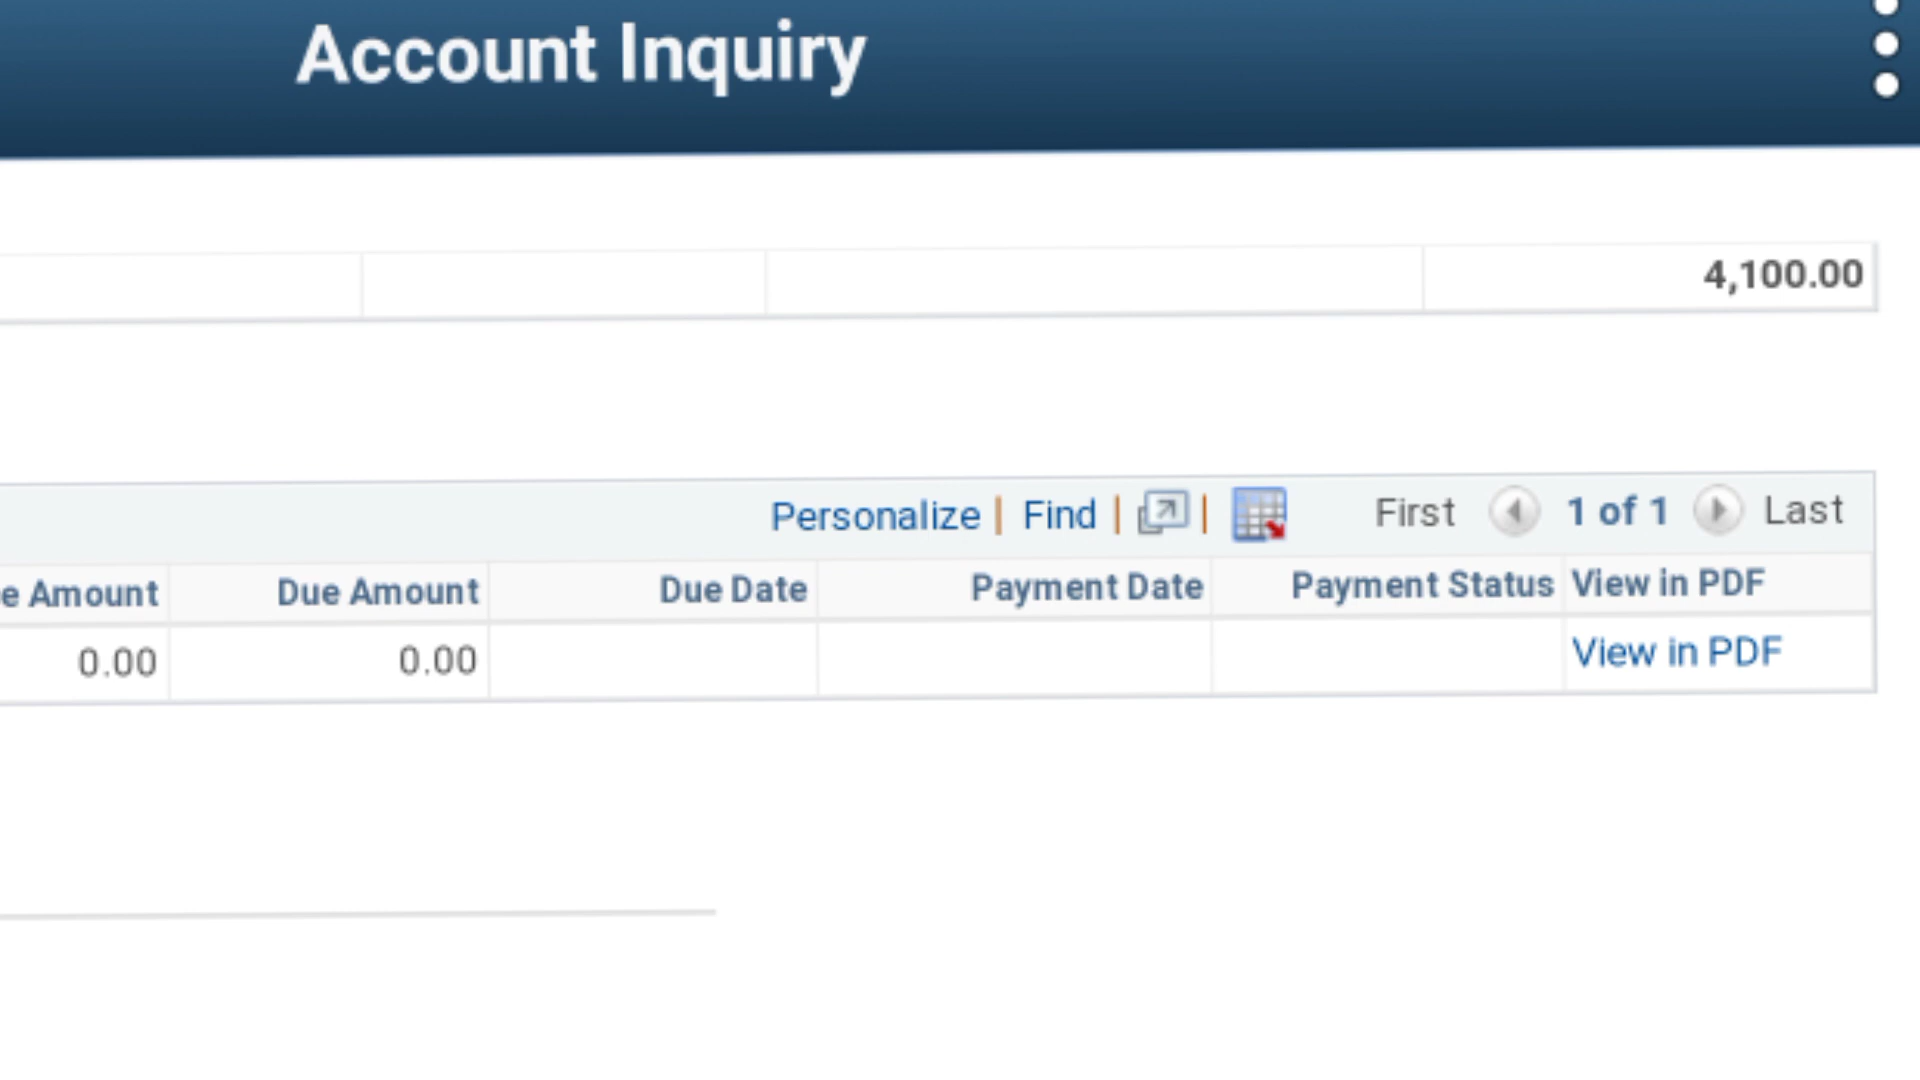 Account Inquiry
4,100.00
Personalize | Find | | First 1 of 1 Last
e Amount Due Amount Due Date Payment Date Payment Status View in PDF
0.00 0.00 View in PDF